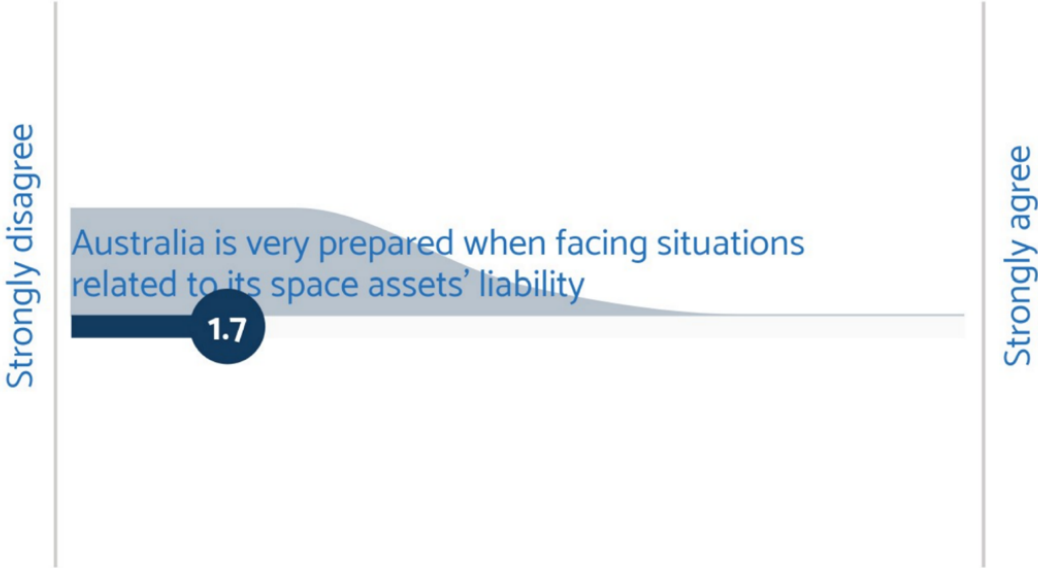 Strongly disagree
Australia is very prepared when facing situations
related to its space assets’ liability
1.7
Strongly agree